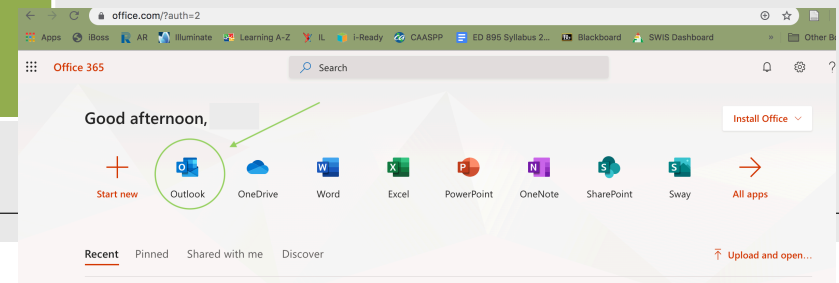 office.com/?auth=2
Apps iBoss AR Illuminate Learning A-Z IL i-Ready CAASPP ED 895 Syllabus 2... Blackboard SWIS Dashboard » Other B
Office 365 Search ?
Good afternoon,
Install Office
Start new Outlook OneDrive Word Excel PowerPoint OneNote SharePoint Sway All apps
Recent Pinned Shared with me Discover Upload and open...